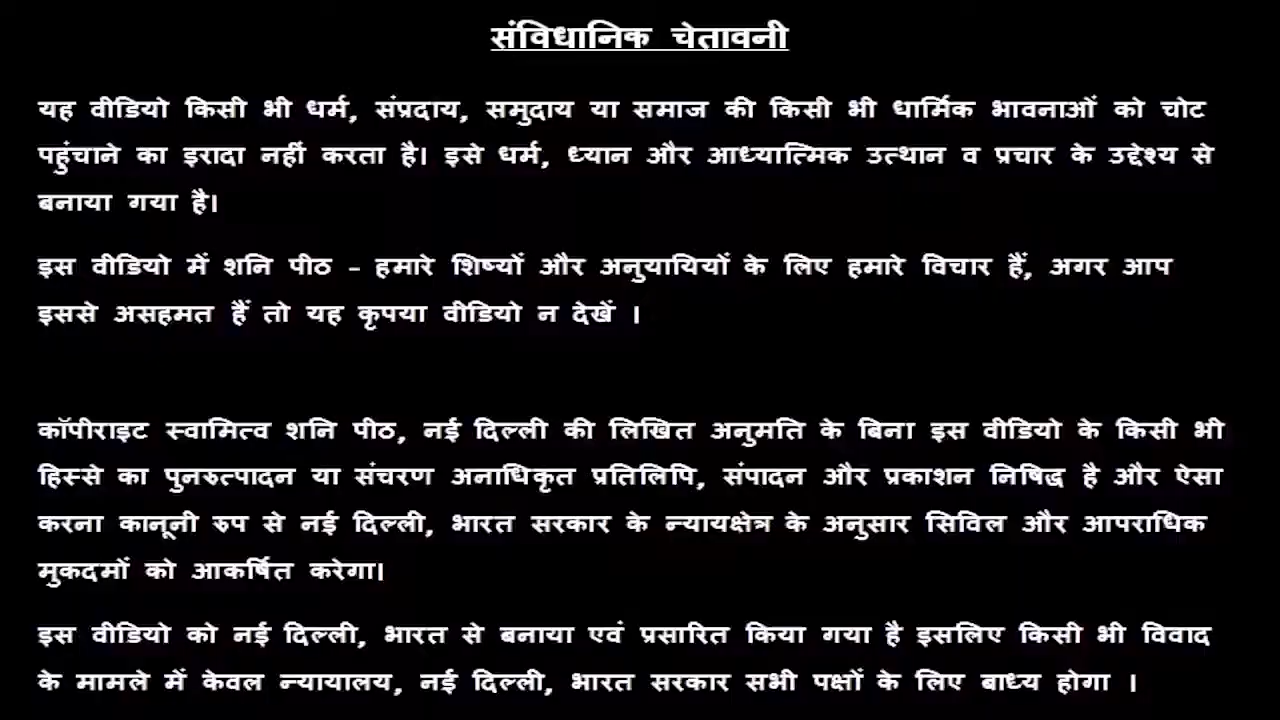 संविधानिक चेतावनी
यह वीडियो किसी भी धर्म, संप्रदाय, समुदाय या समाज की किसी भी धार्मिक भावनाओं को चोट
पहुंचाने का इरादा नहीं करता है। इसे धर्म, ध्यान और आध्यात्मिक उत्थान व प्रचार के उद्देश्य से
बनाया गया है।
इस वीडियो में शनि पीठ – हमारे शिष्यों और अनुयायियों के लिए हमारे विचार हैं, अगर आप
इससे असहमत हैं तो यह कृपया वीडियो न देखें ।
कॉपीराइट स्वामित्व शनि पीठ, नई दिल्ली की लिखित अनुमति के बिना इस वीडियो के किसी भी
हिस्से का पुनरुत्पादन या संचरण अनाधिकृत प्रतिलिपि, संपादन और प्रकाशन निषिद्ध है और ऐसा
करना कानूनी रुप से नई दिल्ली, भारत सरकार के न्यायक्षेत्र के अनुसार सिविल और आपराधिक
मुकदमों को आकर्षित करेगा।
इस वीडियो को नई दिल्ली, भारत से बनाया एवं प्रसारित किया गया है इसलिए किसी भी विवाद
के मामले में केवल न्यायालय, नई दिल्ली, भारत सरकार सभी पक्षों के लिए बाध्य होगा ।